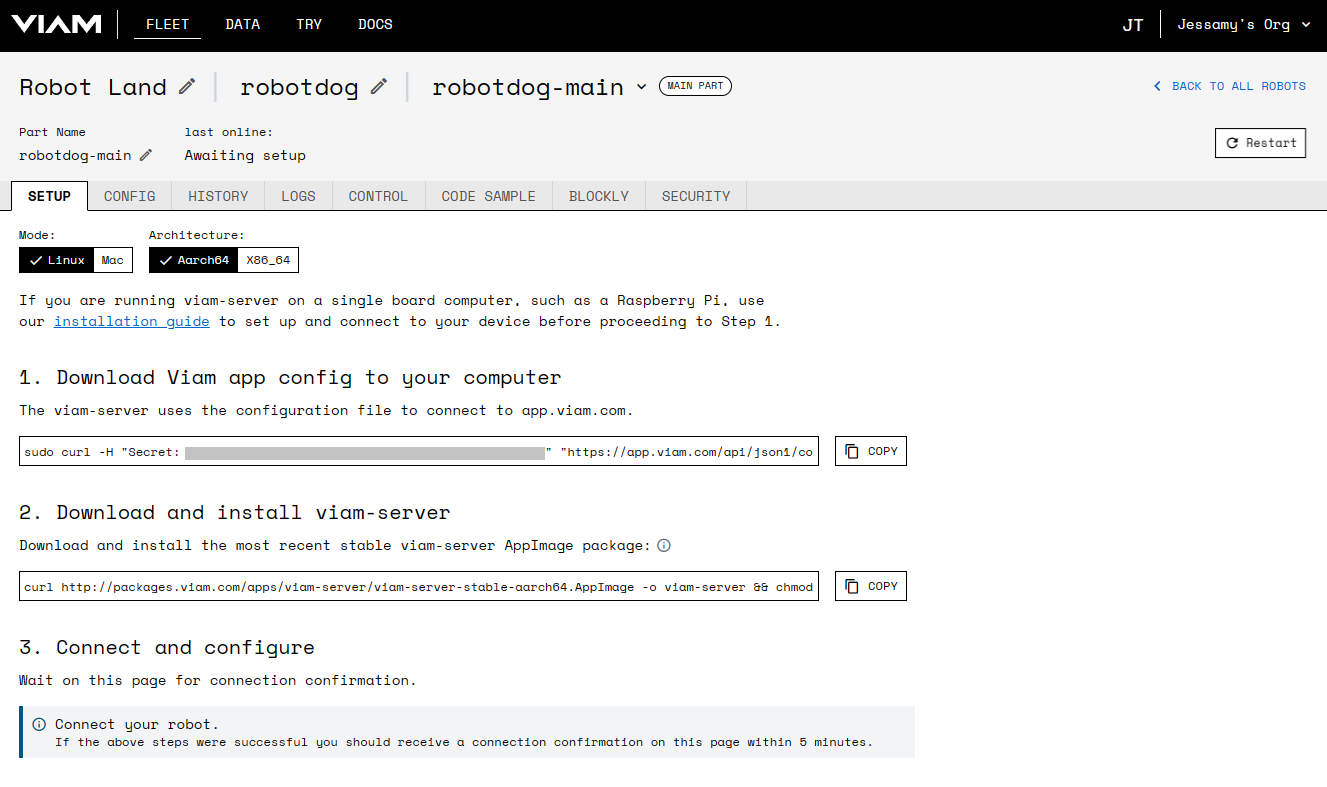 VIAM FLEET DATA TRY DOCS JT Jessamy's Org
Robot Land robotdog robotdog-main MAIN PART BACK TO ALL ROBOTS
Part Name last online:
robotdog-main Awaiting setup Restart
SETUP CONFIG HISTORY LOGS CONTROL CODE SAMPLE BLOCKLY SECURITY
Mode: Architecture:
Linux Mac Aarch64 X86_64
If you are running viam-server on a single board computer, such as a Raspberry Pi, use
our installation guide to set up and connect to your device before proceeding to Step 1.
1. Download Viam app config to your computer
The viam-server uses the configuration file to connect to app.viam.com.
sudo curl -H "Secret: " "https://app.viam.com/api/json1/co COPY
2. Download and install viam-server
Download and install the most recent stable viam-server AppImage package:
curl http://packages.viam.com/apps/viam-server/viam-server-stable-aarch64.AppImage -o viam-server && chmod COPY
3. Connect and configure
Wait on this page for connection confirmation.
Connect your robot.
If the above steps were successful you should receive a connection confirmation on this page within 5 minutes.